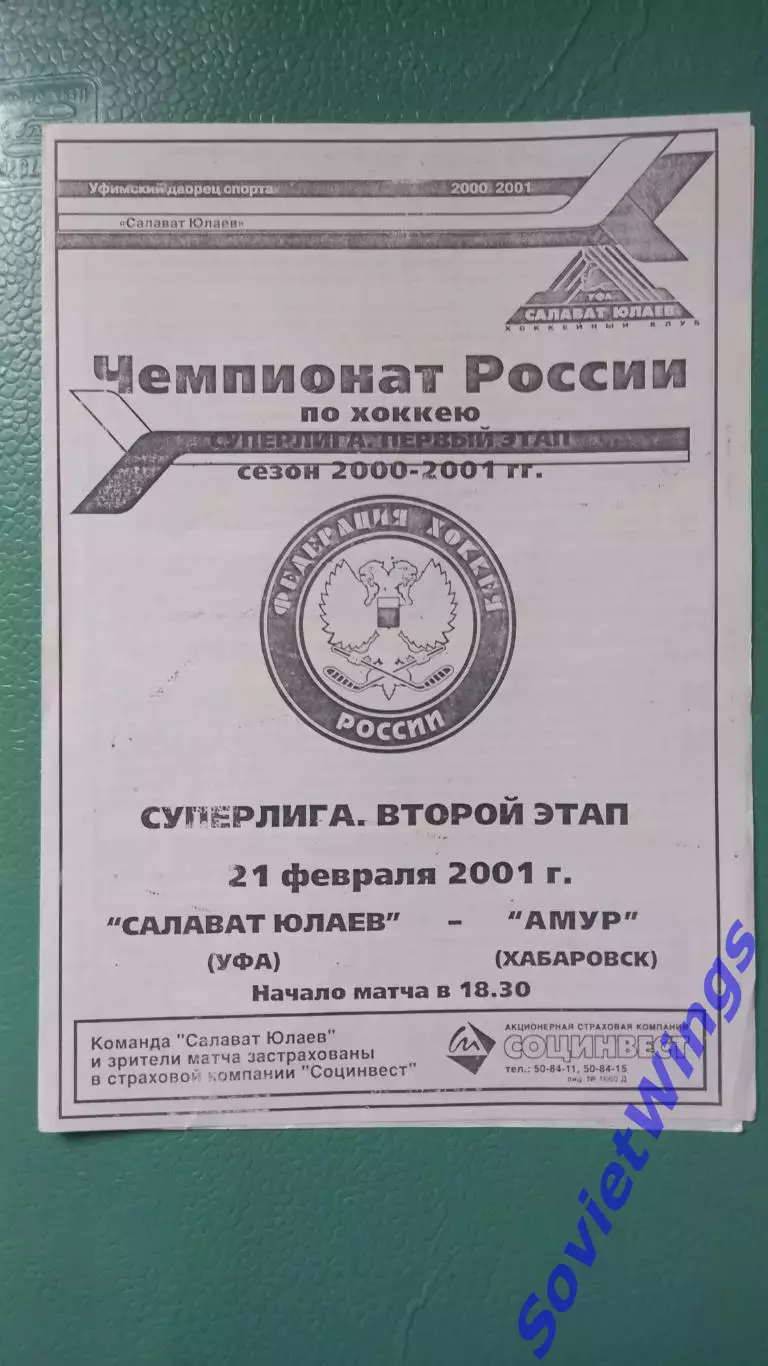 Уфимский дворец спорта 2000 2001
«Салават Юлаев»
УФА
САЛАВАТ ЮЛАЕВ
ХОККЕЙНЫЙ КЛУБ
Чемпионат России
по хоккею
СУПЕРЛИГА. ПЕРВЫЙ ЭТАП
сезон 2000-2001 гг.
ФЕДЕРАЦИЯ ХОККЕЯ
РОССИИ
СУПЕРЛИГА. ВТОРОЙ ЭТАП
21 февраля 2001 г.
"САЛАВАТ ЮЛАЕВ" – "АМУР"
(УФА) (ХАБАРОВСК)
Начало матча в 18.30
Команда "Салават Юлаев"
и зрители матча застрахованы
в страховой компании "Социнвест"
АКЦИОНЕРНАЯ СТРАХОВАЯ КОМПАНИЯ
СОЦИНВЕСТ
тел.: 50-84-11, 50-84-15
лиц. № 1660 Д
SovietWings